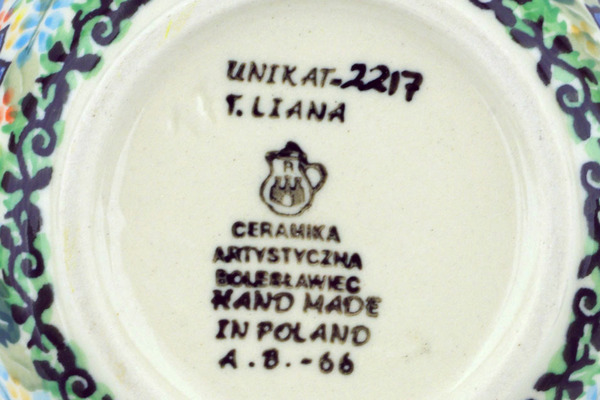 UNIKAT-2217
T. LIANA
B
CERAMIKA
ARTYSTYCZNA
BOLESŁAWIEC
HAND MADE
IN POLAND
A.B.-66